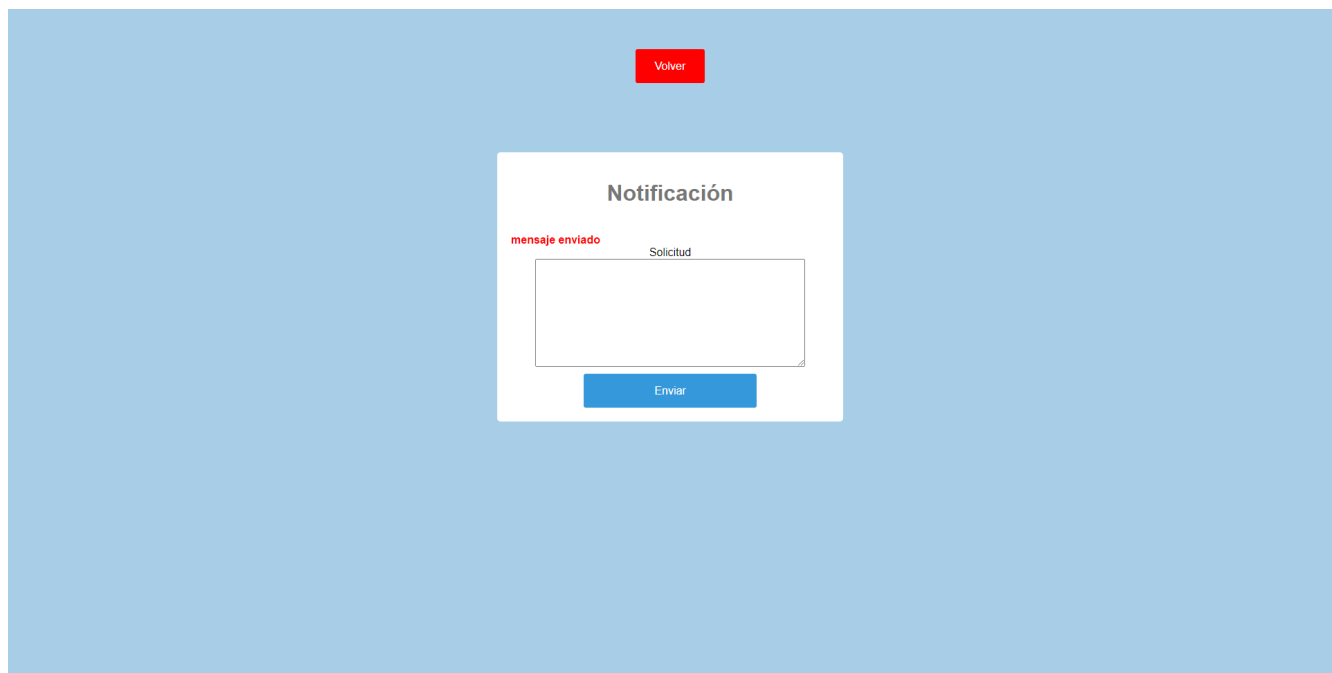 Volver
Notificación
mensaje enviado
Solicitud
Enviar